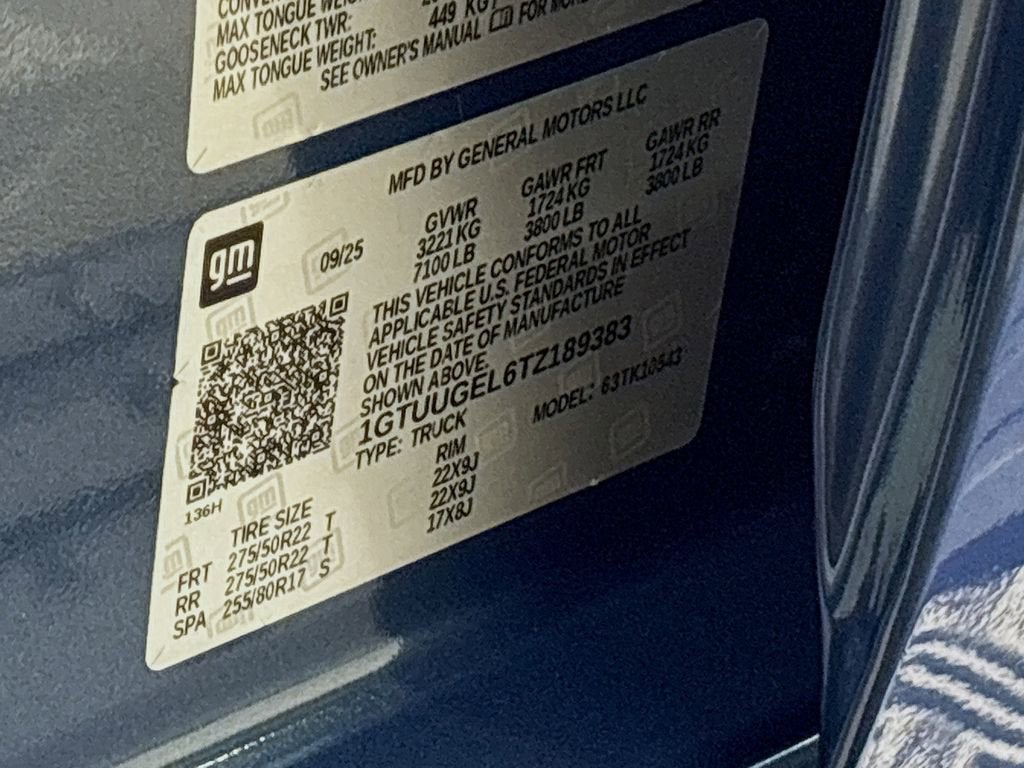 MAX TONGUE WEIGHT:
GOOSENECK TWR:
MAX TONGUE WEIGHT: 449 KG
SEE OWNER'S MANUAL FOR MORE
MFD BY GENERAL MOTORS LLC
gm
09/25
GVWR GAWR FRT GAWR RR
3221 KG 1724 KG 1724 KG
7100 LB 3800 LB 3800 LB
THIS VEHICLE CONFORMS TO ALL
APPLICABLE U.S. FEDERAL MOTOR
VEHICLE SAFETY STANDARDS IN EFFECT
ON THE DATE OF MANUFACTURE
SHOWN ABOVE.
1GTUUGEL6TZ189383
TYPE: TRUCK MODEL: 63TK10543
136H
TIRE SIZE RIM
FRT 275/50R22 T 22X9J
RR 275/50R22 T 22X9J
SPA 255/80R17 S 17X8J